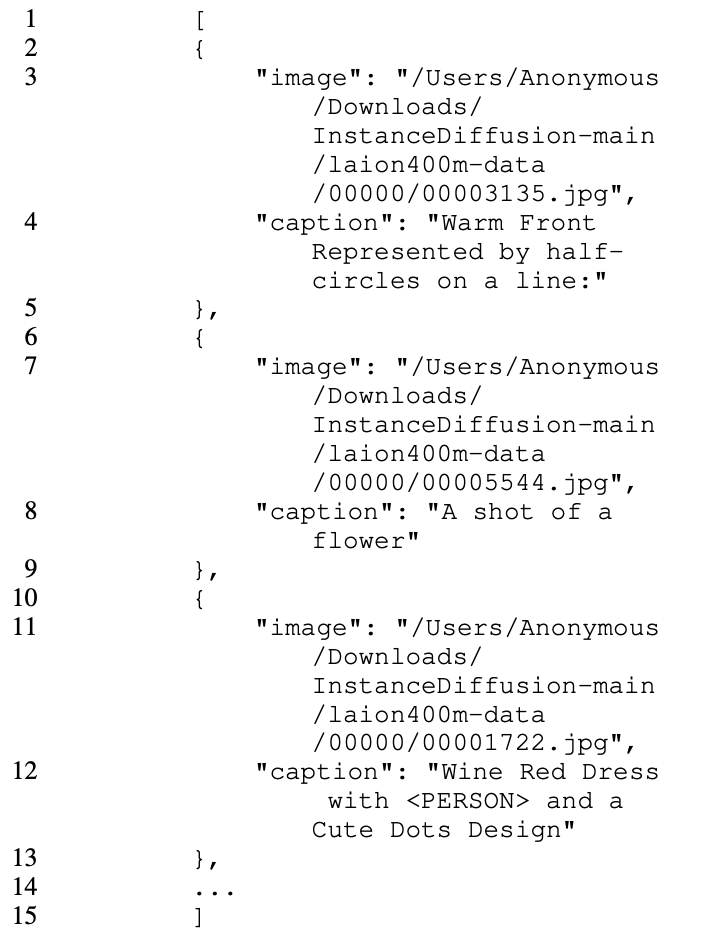 1 [
2 {
3 "image": "/Users/Anonymous
/Downloads/
InstanceDiffusion-main
/laion400m-data
/00000/00003135.jpg",
4 "caption": "Warm Front
Represented by half-
circles on a line:"
5 },
6 {
7 "image": "/Users/Anonymous
/Downloads/
InstanceDiffusion-main
/laion400m-data
/00000/00005544.jpg",
8 "caption": "A shot of a
flower"
9 },
10 {
11 "image": "/Users/Anonymous
/Downloads/
InstanceDiffusion-main
/laion400m-data
/00000/00001722.jpg",
12 "caption": "Wine Red Dress
with <PERSON> and a
Cute Dots Design"
13 },
14 ...
15 ]